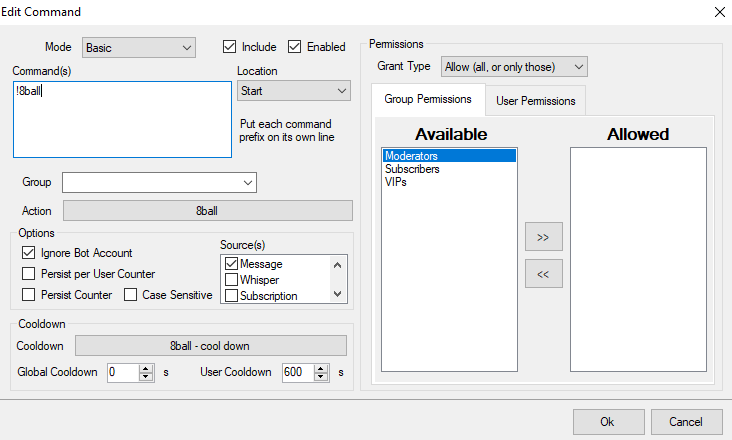 Edit Command
Mode Basic Include Enabled
Command(s) Location
!8ball Start
Put each command
prefix on its own line
Group
Action 8ball
Options
Ignore Bot Account
Persist per User Counter
Persist Counter Case Sensitive
Source(s)
Message
Whisper
Subscription
Cooldown
Cooldown 8ball - cool down
Global Cooldown 0 s User Cooldown 600 s
Permissions
Grant Type Allow (all, or only those)
Group Permissions User Permissions
Available Allowed
Moderators
Subscribers
VIPs
>>
<<
Ok Cancel